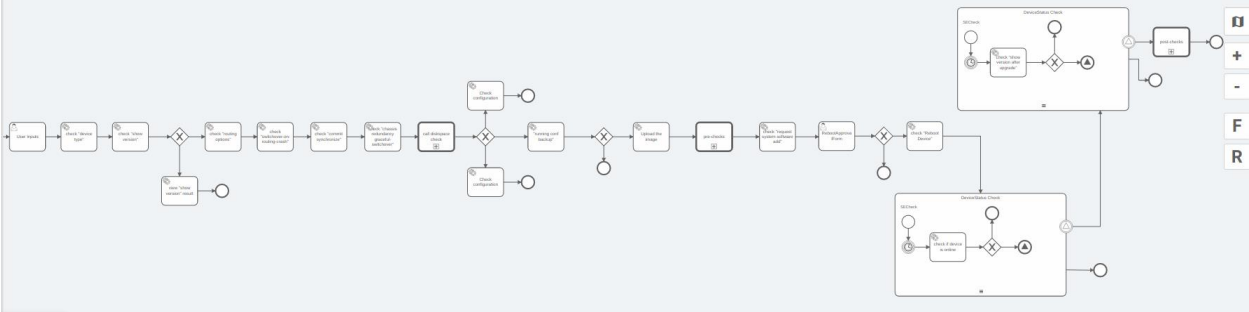 DeviceStatus Check
SECheck
check "show
version after
upgrade"
post-checks
+
-
F
R
Check
configuration
User inputs
check "device
type"
check "show
version"
check "routing
options"
check
"switchover-on-
routing-crash"
check "commit
synchronize"
check "chassis
redundancy
graceful-
switchover"
call diskspace
check
"running conf
backup"
Upload the
image
pre-checks
check "request
system software
add"
check "Reboot
Device"
view "show
version" result
Check
configuration
DeviceStatus Check
SECheck
check if device
is online